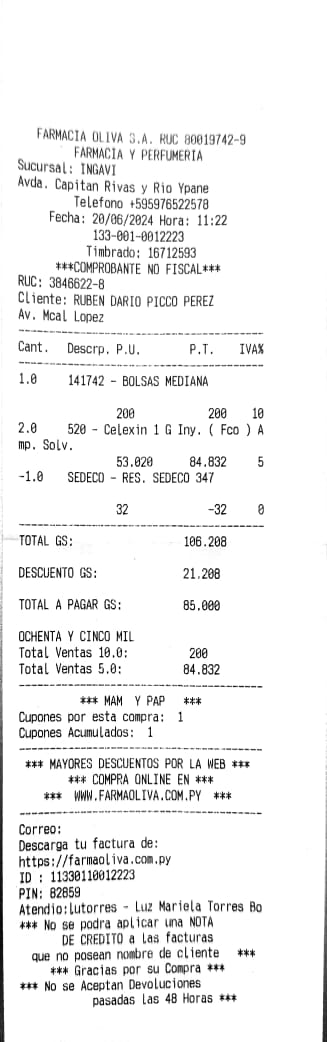 FARMACIA OLIVA S.A. RUC 80019742-9
FARMACIA Y PERFUMERIA
Sucursal: INGAVI
Avda. Capitan Rivas y Rio Ypane
Telefono +595976522578
Fecha: 20/06/2024 Hora: 11:22
133-001-0012223
Timbrado: 16712593
***COMPROBANTE NO FISCAL***
RUC: 3846622-8
Cliente: RUBEN DARIO PICCO PEREZ
Av. Mcal Lopez
Cant. Descrp. P.U. P.T. IVA%
1.0 141742 - BOLSAS MEDIANA
200 200 10
2.0 520 - Celexin 1 G Iny. ( Fco ) A
mp. Solv.
53.020 84.832 5
-1.0 SEDECO - RES. SEDECO 347
32 -32 0
TOTAL GS: 106.208
DESCUENTO GS: 21.208
TOTAL A PAGAR GS: 85.000
OCHENTA Y CINCO MIL
Total Ventas 10.0: 200
Total Ventas 5.0: 84.832
*** MAM Y PAP ***
Cupones por esta compra: 1
Cupones Acumulados: 1
*** MAYORES DESCUENTOS POR LA WEB ***
*** COMPRA ONLINE EN ***
*** WWW.FARMAOLIVA.COM.PY ***
Correo:
Descarga tu factura de:
https://farmaoliva.com.py
ID : 11330110012223
PIN: 82859
Atendio:lutorres - Luz Mariela Torres Bo
*** No se podra aplicar una NOTA
DE CREDITO a las facturas
que no posean nombre de cliente ***
*** Gracias por su Compra ***
*** No se Aceptan Devoluciones
pasadas las 48 Horas ***